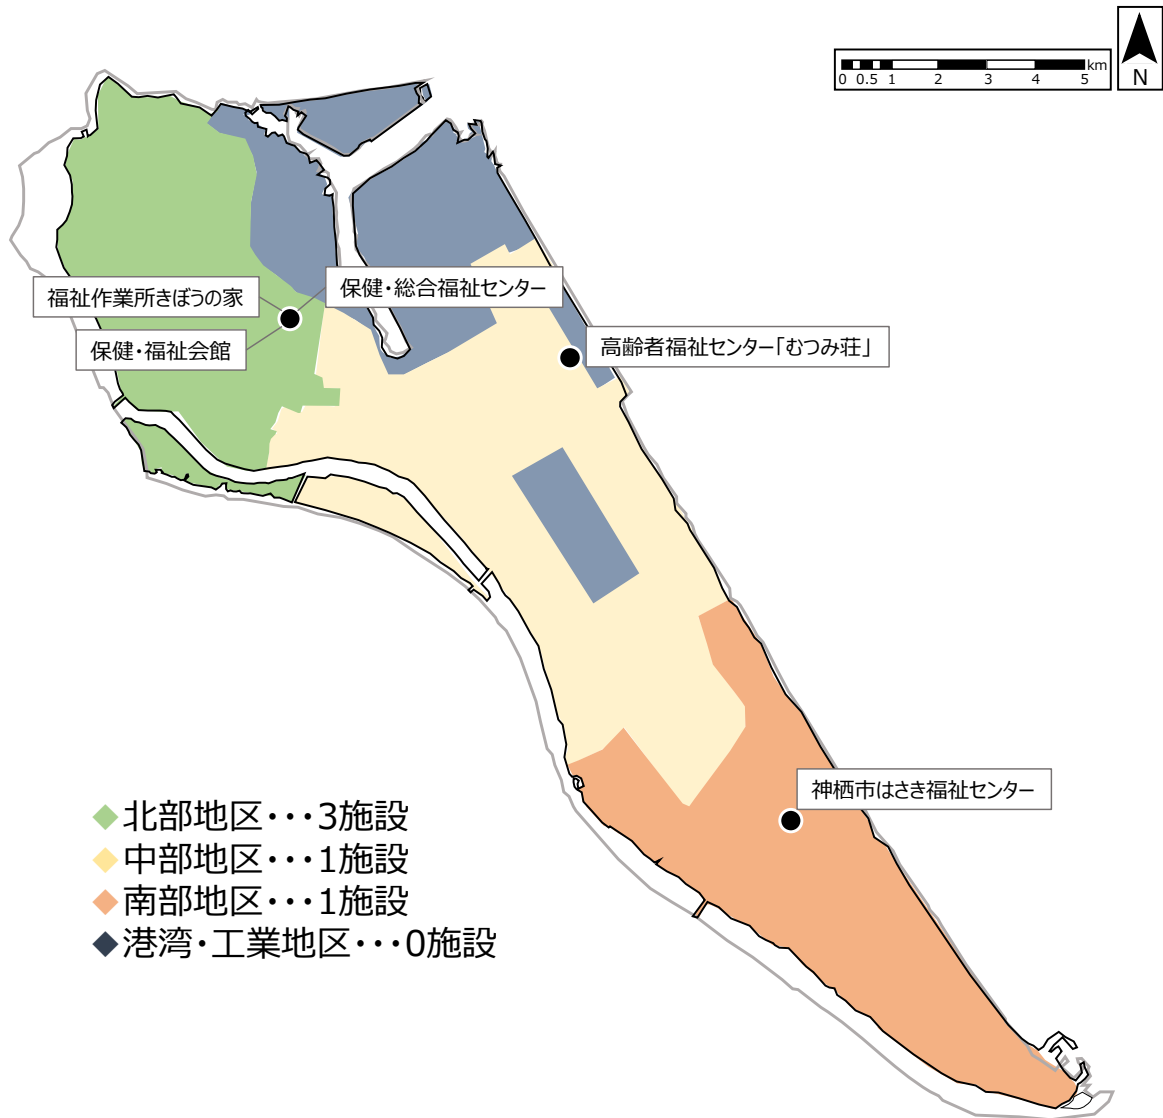 km
0 0.5 1 2 3 4 5
N
保健・総合福祉センター
福祉作業所きぼうの家
保健・福祉会館
高齢者福祉センター「むつみ荘」
神栖市はさき福祉センター
◆北部地区・・・3施設
◆中部地区・・・1施設
◆南部地区・・・1施設
◆港湾・工業地区・・・0施設